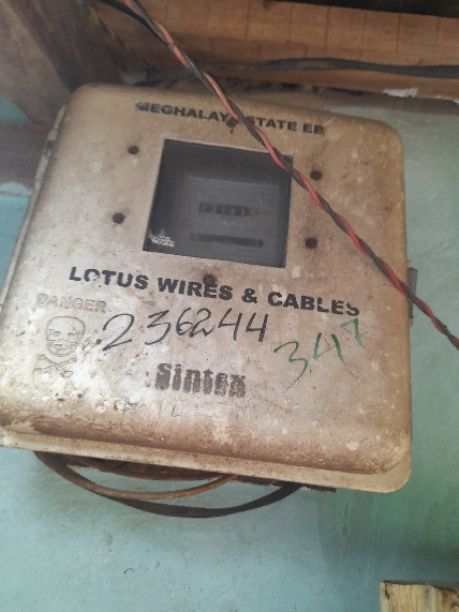 MEGHALAYA STATE EB
LOTUS WIRES & CABLES
DANGER
236244
347
Sintex